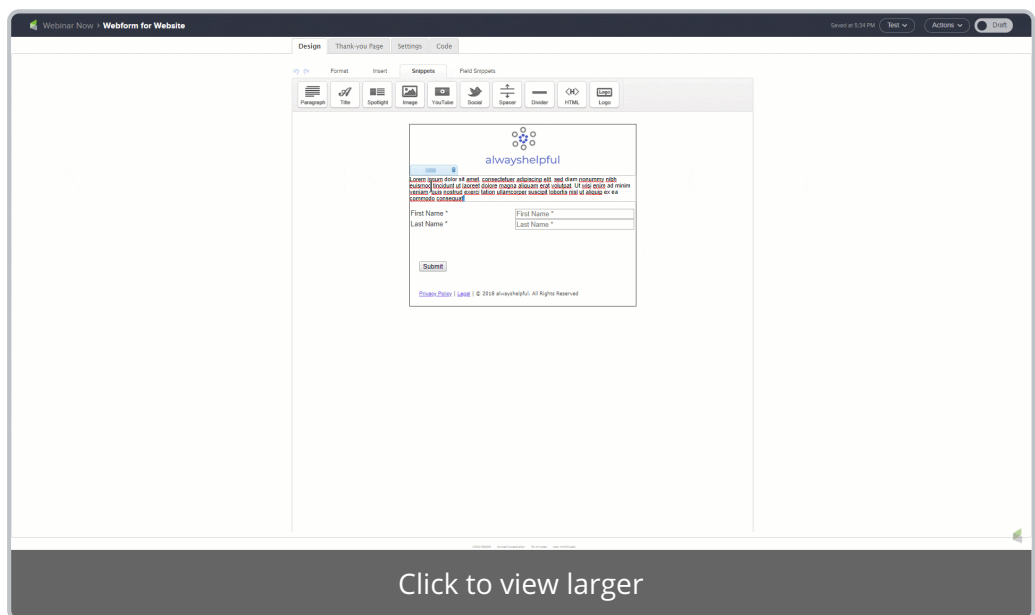 Webinar Now > Webform for Website
Saved at 5:34 PM Test Actions Draft
Design Thank-you Page Settings Code
Format Insert Snippets Field Snippets
Paragraph Title Spotlight Image YouTube Social Spacer Divider HTML Logo
alwayshelpful
Lorem ipsum dolor sit amet, consectetuer adipiscing elit, sed diam nonummy nibh
euismod tincidunt ut laoreet dolore magna aliquam erat volutpat. Ut wisi enim ad minim
veniam, quis nostrud exerci tation ullamcorper suscipit lobortis nisl ut aliquip ex ea
commodo consequat
First Name * First Name *
Last Name * Last Name *
Submit
Privacy Policy | Legal | © 2018 alwayshelpful. All Rights Reserved
Click to view larger